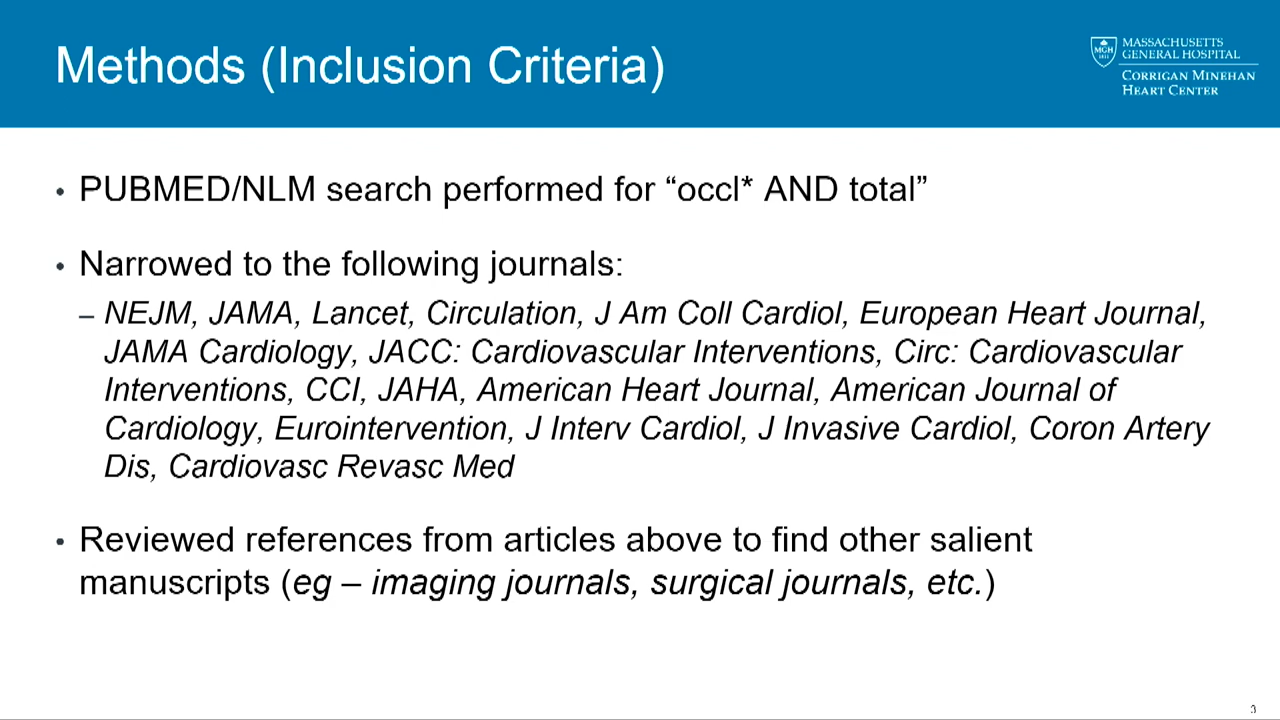 Methods (Inclusion Criteria)
MASSACHUSETTS
GENERAL HOSPITAL
CORRIGAN MINEHAN
HEART CENTER
MGH
1811
• PUBMED/NLM search performed for “occl* AND total”
• Narrowed to the following journals:
– NEJM, JAMA, Lancet, Circulation, J Am Coll Cardiol, European Heart Journal,
JAMA Cardiology, JACC: Cardiovascular Interventions, Circ: Cardiovascular
Interventions, CCI, JAHA, American Heart Journal, American Journal of
Cardiology, Eurointervention, J Interv Cardiol, J Invasive Cardiol, Coron Artery
Dis, Cardiovasc Revasc Med
• Reviewed references from articles above to find other salient
manuscripts (eg – imaging journals, surgical journals, etc.)
3